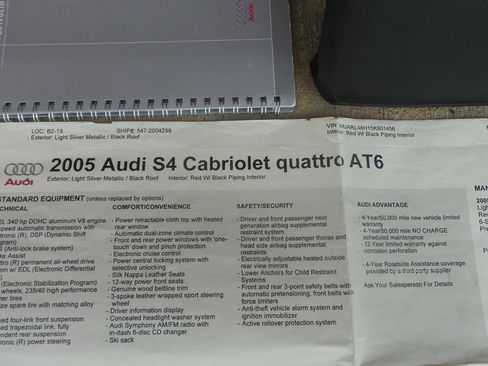 Audi
LOC: B2-19
SHIP#: 547-2004299
Exterior: Light Silver Metallic / Black Roof
Interior: Red W/ Black Piping Interior
Audi
2005 Audi S4 Cabriolet quattro AT6
Exterior: Light Silver Metallic / Black Roof Interior: Red W/ Black Piping Interior
STANDARD EQUIPMENT (unless replaced by options)
340 hp DOHC aluminum V8 engine
speed automatic transmission with
(R), DSP (Dynamic Shift
(Anti-lock brake system)
Assist
(R) permanent all-wheel drive
w/ EDL (Electronic Differential
(Electronic Stabilization Program)
wheels, 235/40 high performance
tires
spare tire with matching alloy
four-link front suspension
trapezoidal link, fully
rear suspension
(R) power steering
COMFORT/CONVENIENCE
- Power retractable cloth top with heated
rear window
- Automatic dual-zone climate control
- Front and rear power windows with 'one-
touch' down and pinch protection
- Electronic cruise control
- Power central locking system with
selective unlocking
- Silk Nappa Leather Seats
- 12-way power front seats
- Genuine wood beltline trim
- 3-spoke leather wrapped sport steering
wheel
- Driver information display
- Concealed headlight washer system
- Audi Symphony AM/FM radio with
in-dash 6-disc CD changer
- Ski sack
SAFETY/SECURITY
- Driver and front passenger next
generation airbag supplemental
restraint system
- Driver and front passenger thorax and
head side airbag supplemental
restraints
- Electrically adjustable heated outside
rear view mirrors
- Lower Anchors for Child Restraint
Systems
- Front and rear 3-point safety belts with
automatic pretensioning, front belts with
force limiters
- Anti-theft vehicle alarm system and
ignition immobilizer
- Active rollover protection system
AUDI ADVANTAGE
- 4-Year/50,000 mile new vehicle limited
warranty
- 4-Year/50,000 mile NO CHARGE
scheduled maintenance
- 12-Year limited warranty against
corrosion perforation
- 4-Year Roadside Assistance coverage
provided by a third party supplier
Ask Your Salesperson For Details
2005